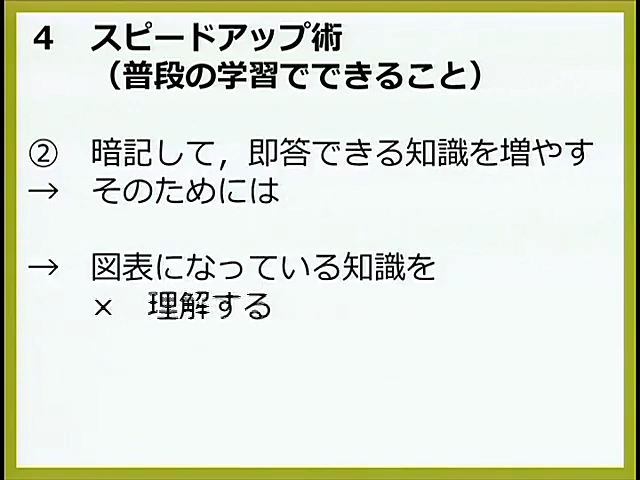 ４　スピードアップ術
（普段の学習でできること）
②　暗記して，即答できる知識を増やす
→　そのためには
→　図表になっている知識を
×　理解する